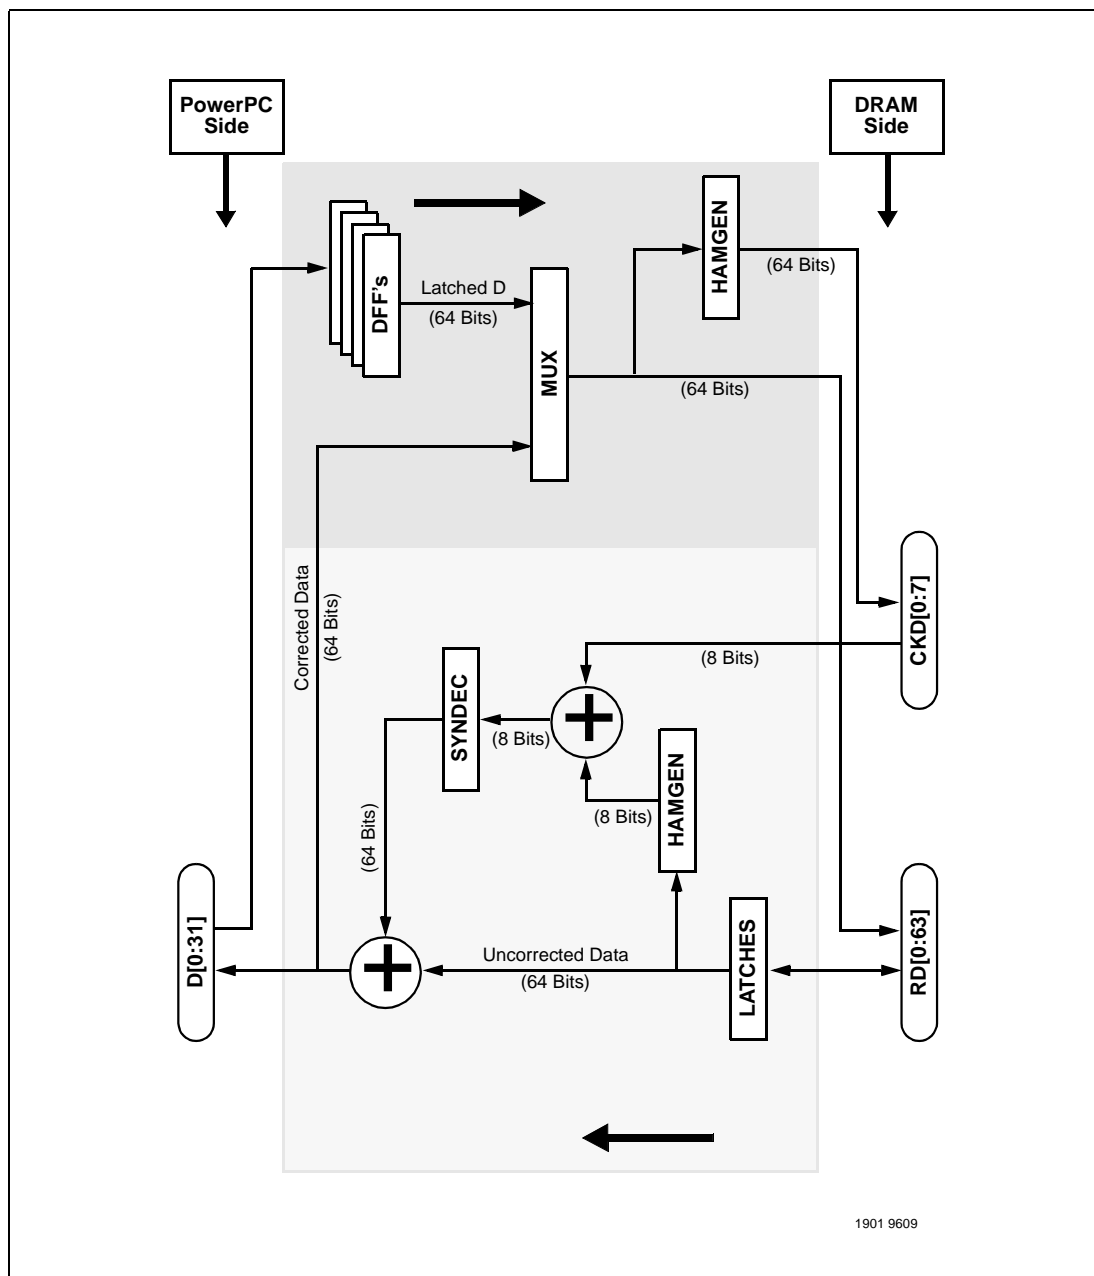 PowerPC
Side
DRAM
Side
HAMGEN
(64 Bits)
DFF's
Latched D
(64 Bits)
MUX
(64 Bits)
Corrected Data
(64 Bits)
CKD[0:7]
(8 Bits)
SYNDEC
(8 Bits)
HAMGEN
(8 Bits)
(64 Bits)
D[0:31]
Uncorrected Data
(64 Bits)
LATCHES
RD[0:63]
1901 9609